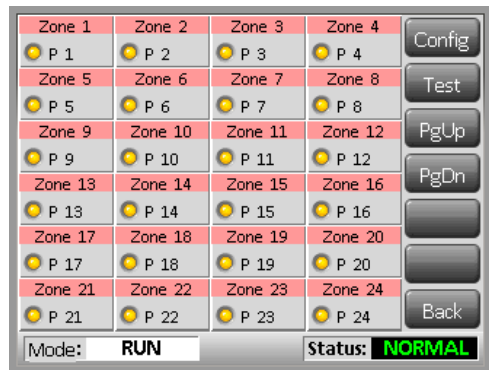 Zone 1 Zone 2 Zone 3 Zone 4 Config
P 1 P 2 P 3 P 4
Zone 5 Zone 6 Zone 7 Zone 8 Test
P 5 P 6 P 7 P 8
Zone 9 Zone 10 Zone 11 Zone 12 PgUp
P 9 P 10 P 11 P 12
Zone 13 Zone 14 Zone 15 Zone 16 PgDn
P 13 P 14 P 15 P 16
Zone 17 Zone 18 Zone 19 Zone 20
P 17 P 18 P 19 P 20
Zone 21 Zone 22 Zone 23 Zone 24
P 21 P 22 P 23 P 24 Back
Mode: RUN Status: NORMAL